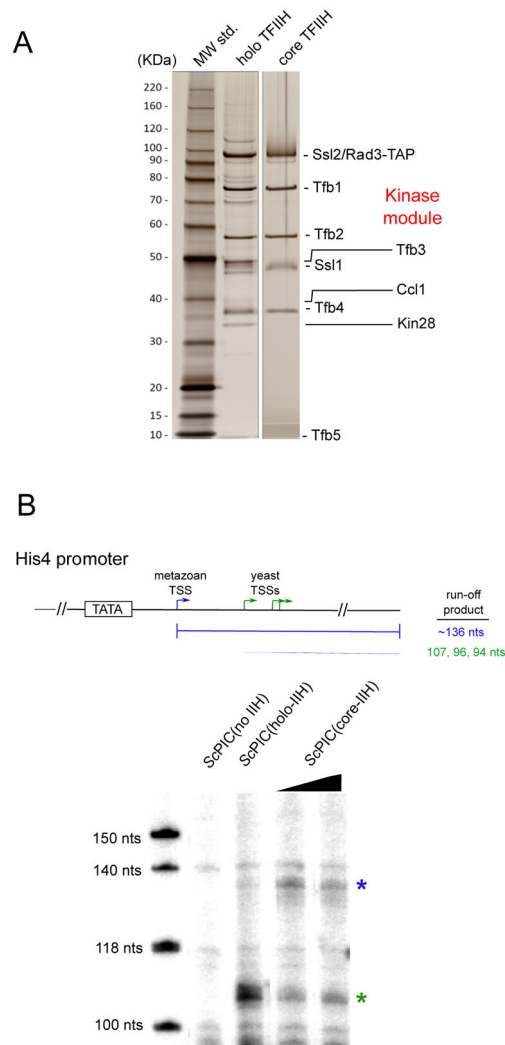 A
(KDa)
MW std.
holo TFIIH
core TFIIH
220 -
160 -
120 -
100 -
90 -
80 -
70 -
60 -
50 -
40 -
30 -
20 -
15 -
10 -
- Ssl2/Rad3-TAP
- Tfb1
Kinase
module
- Tfb2
Tfb3
- Ssl1
Ccl1
- Tfb4
Kin28
- Tfb5
B
His4 promoter
metazoan
TSS
yeast
TSSs
TATA
run-off
product
~136 nts
107, 96, 94 nts
ScPIC(no IIH)
ScPIC(holo-IIH)
ScPIC(core-IIH)
150 nts
140 nts
*
118 nts
*
100 nts